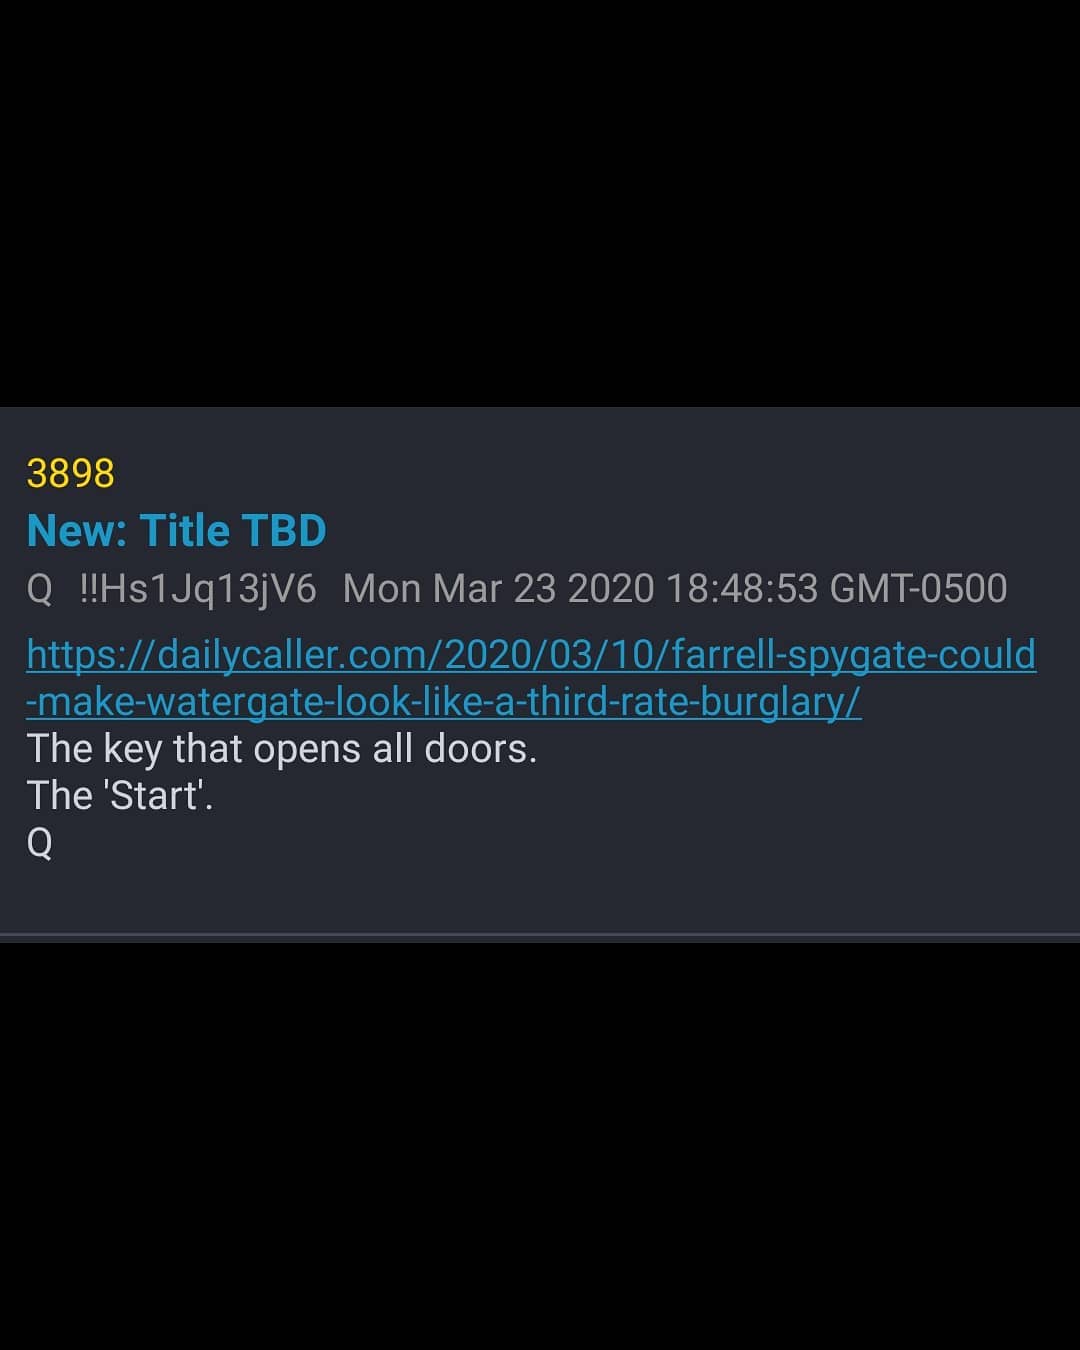 3898
New: Title TBD
Q !!Hs1Jq13jV6 Mon Mar 23 2020 18:48:53 GMT-0500
https://dailycaller.com/2020/03/10/farrell-spygate-could
-make-watergate-look-like-a-third-rate-burglary/
The key that opens all doors.
The 'Start'.
Q